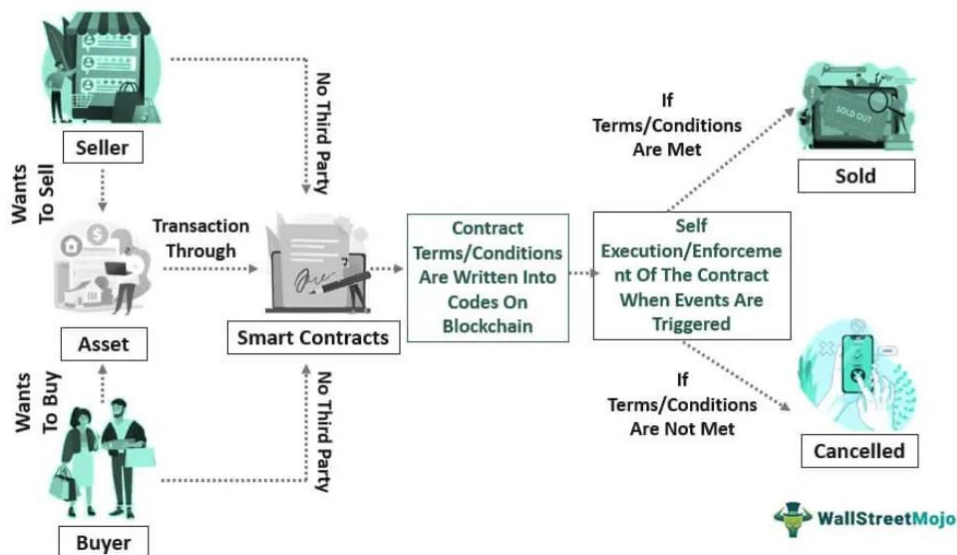 Seller
Wants
To Sell
No Third Party
Transaction
Through
Asset
Smart Contracts
Contract
Terms/Conditions
Are Written Into
Codes On
Blockchain
Self
Execution/Enforceme
nt Of The Contract
When Events Are
Triggered
If
Terms/Conditions
Are Met
SOLD OUT
Sold
Wants
To Buy
No Third Party
If
Terms/Conditions
Are Not Met
Cancelled
Buyer
WallStreetMojo